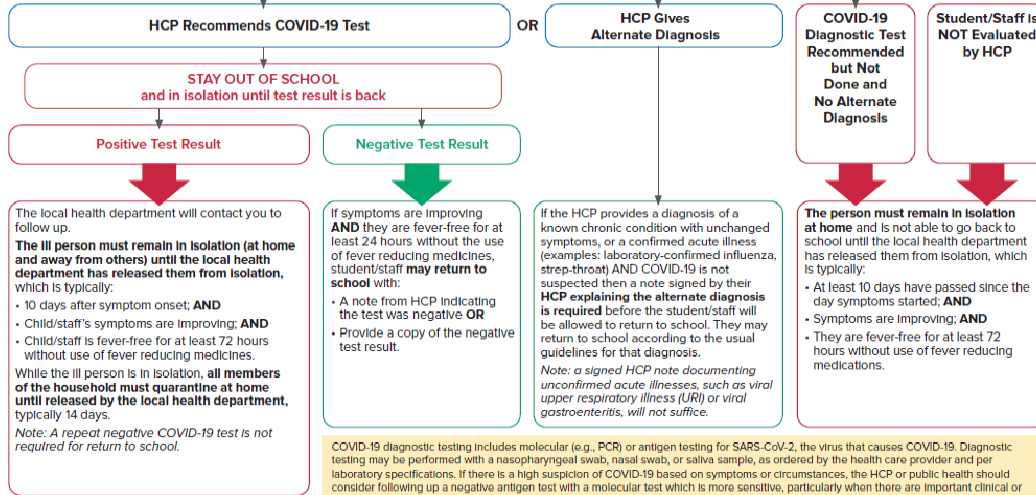 HCP Recommends COVID-19 Test
OR
HCP Gives
Alternate Diagnosis
COVID-19
Diagnostic Test
Recommended
but Not
Done and
No Alternate
Diagnosis
Student/Staff is
NOT Evaluated
by HCP
STAY OUT OF SCHOOL
and in isolation until test result is back
Positive Test Result
Negative Test Result
The local health department will contact you to
follow up.
The ill person must remain in isolation (at home
and away from others) until the local health
department has released them from isolation,
which is typically:
• 10 days after symptom onset; AND
• Child/staff's symptoms are improving; AND
• Child/staff is fever-free for at least 72 hours
without use of fever reducing medicines.
While the ill person is in isolation, all members
of the household must quarantine at home
until released by the local health department,
typically 14 days.
Note: A repeat negative COVID-19 test is not
required for return to school.
If symptoms are improving
AND they are fever-free for at
least 24 hours without the use
of fever reducing medicines,
student/staff may return to
school with:
• A note from HCP indicating
the test was negative OR
• Provide a copy of the negative
test result.
If the HCP provides a diagnosis of a
known chronic condition with unchanged
symptoms, or a confirmed acute illness
(examples: laboratory-confirmed influenza,
strep-throat) AND COVID-19 is not
suspected then a note signed by their
HCP explaining the alternate diagnosis
is required before the student/staff will
be allowed to return to school. They may
return to school according to the usual
guidelines for that diagnosis.
Note: a signed HCP note documenting
unconfirmed acute illnesses, such as viral
upper respiratory illness (URI) or viral
gastroenteritis, will not suffice.
The person must remain in isolation
at home and is not able to go back to
school until the local health department
has released them from isolation, which
is typically:
• At least 10 days have passed since the
day symptoms started; AND
• Symptoms are improving; AND
• They are fever-free for at least 72
hours without use of fever reducing
medications.
COVID-19 diagnostic testing includes molecular (e.g., PCR) or antigen testing for SARS-CoV-2, the virus that causes COVID-19. Diagnostic
testing may be performed with a nasopharyngeal swab, nasal swab, or saliva sample, as ordered by the health care provider and per
laboratory specifications. If there is a high suspicion of COVID-19 based on symptoms or circumstances, the HCP or public health should
consider following up a negative antigen test with a molecular test which is more sensitive, particularly when there are important clinical or